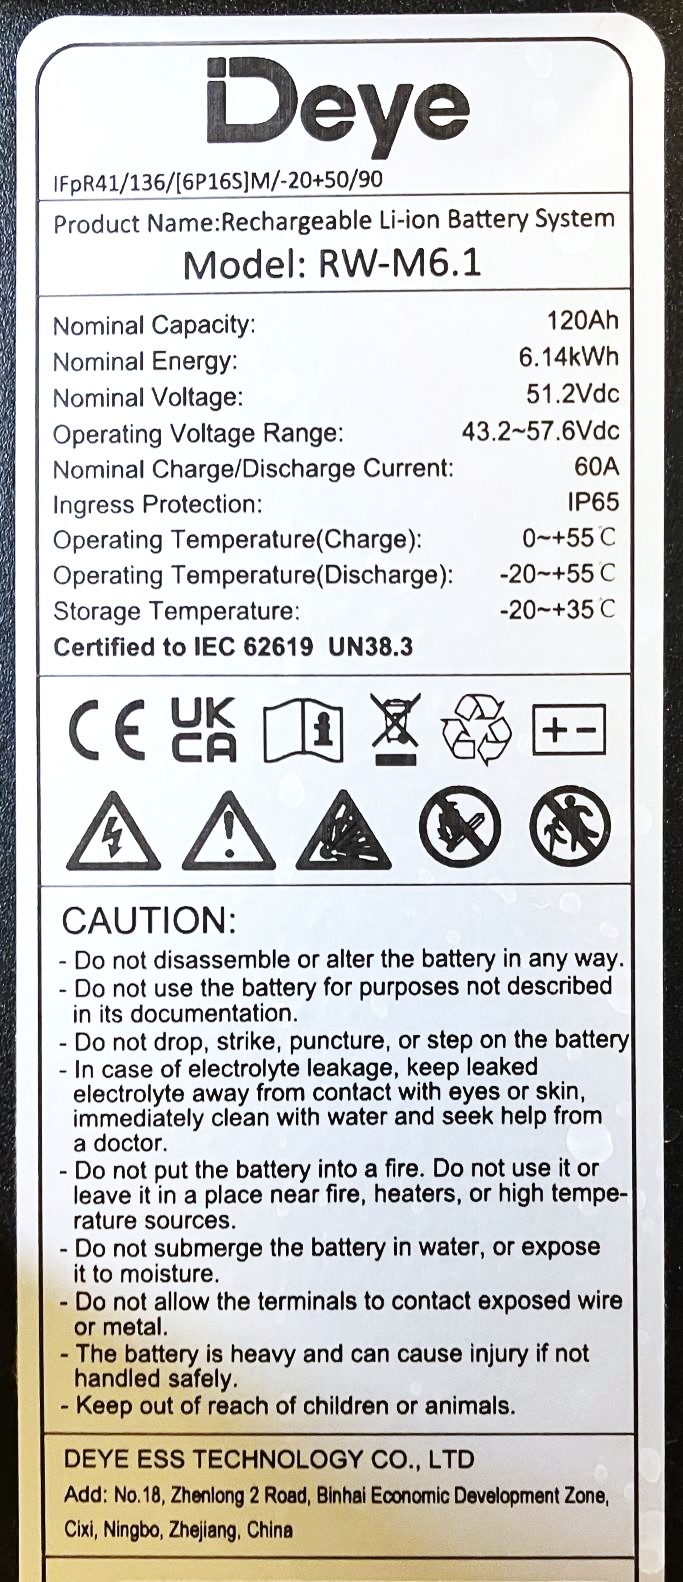 Deye
IFpR41/136/[6P16S]M/-20+50/90
Product Name:Rechargeable Li-ion Battery System
Model: RW-M6.1
Nominal Capacity: 120Ah
Nominal Energy: 6.14kWh
Nominal Voltage: 51.2Vdc
Operating Voltage Range: 43.2~57.6Vdc
Nominal Charge/Discharge Current: 60A
Ingress Protection: IP65
Operating Temperature(Charge): 0~+55℃
Operating Temperature(Discharge): -20~+55℃
Storage Temperature: -20~+35℃
Certified to IEC 62619 UN38.3
CE UK
CA
+ -
CAUTION:
- Do not disassemble or alter the battery in any way.
- Do not use the battery for purposes not described
in its documentation.
- Do not drop, strike, puncture, or step on the battery
- In case of electrolyte leakage, keep leaked
electrolyte away from contact with eyes or skin,
immediately clean with water and seek help from
a doctor.
- Do not put the battery into a fire. Do not use it or
leave it in a place near fire, heaters, or high tempe-
rature sources.
- Do not submerge the battery in water, or expose
it to moisture.
- Do not allow the terminals to contact exposed wire
or metal.
- The battery is heavy and can cause injury if not
handled safely.
- Keep out of reach of children or animals.
DEYE ESS TECHNOLOGY CO., LTD
Add: No.18, Zhenlong 2 Road, Binhai Economic Development Zone,
Cixi, Ningbo, Zhejiang, China